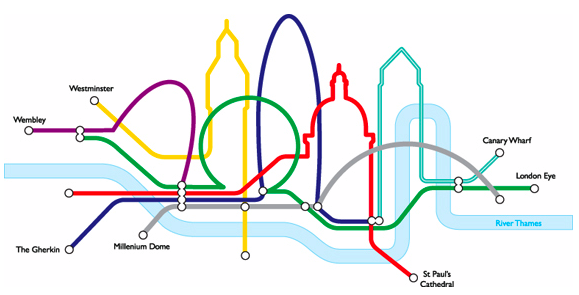 Westminster
Wembley
Canary Wharf
London Eye
River Thames
Millenium Dome
The Gherkin
St Paul's
Cathedral